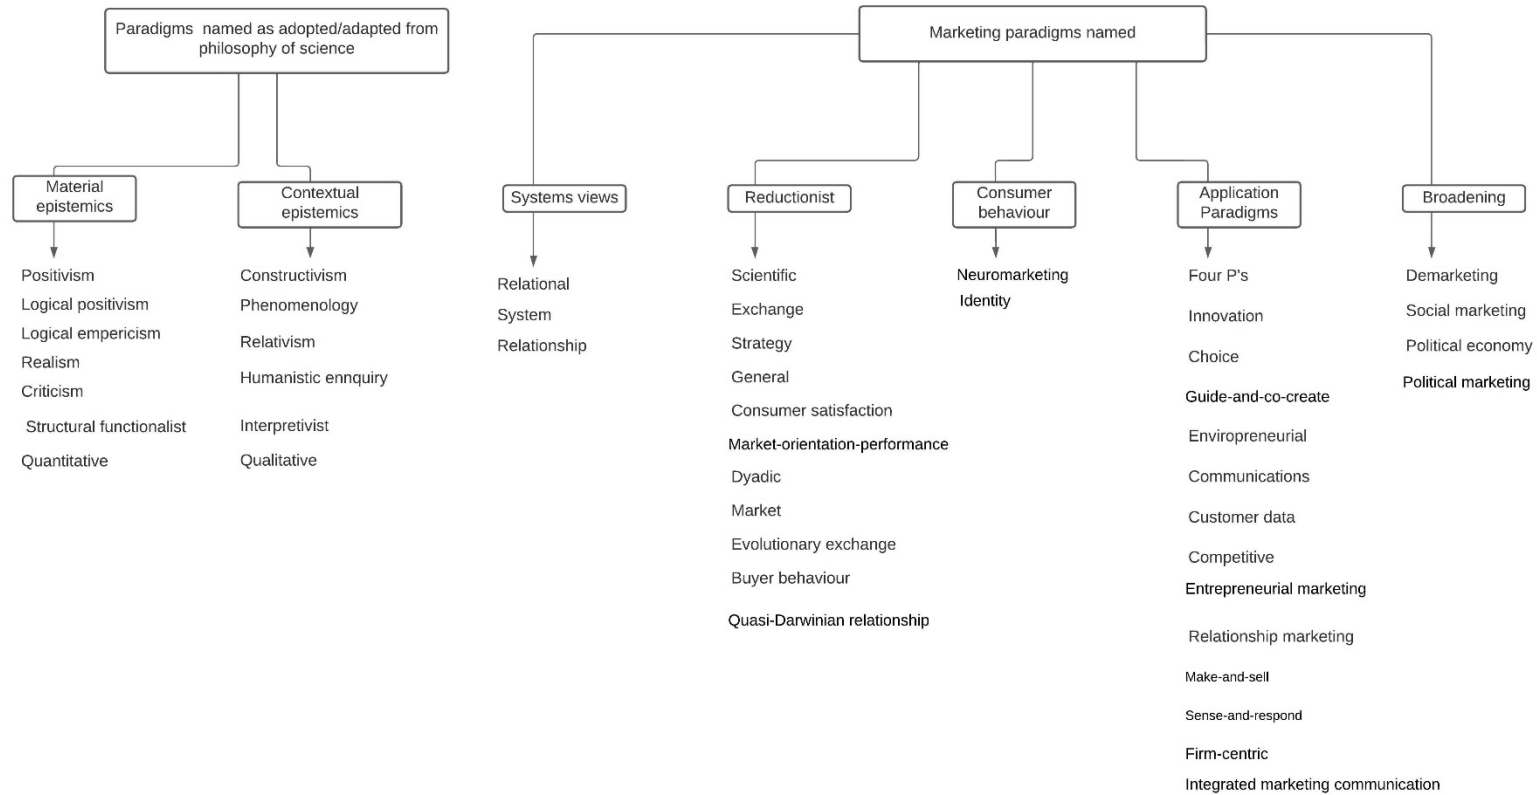 Paradigms named as adopted/adapted from
philosophy of science
Marketing paradigms named
Material
epistemics
Contextual
epistemics
Systems views
Reductionist
Consumer
behaviour
Application
Paradigms
Broadening
Positivism
Logical positivism
Logical empericism
Realism
Criticism
Structural functionalist
Quantitative
Constructivism
Phenomenology
Relativism
Humanistic ennquiry
Interpretivist
Qualitative
Relational
System
Relationship
Scientific
Exchange
Strategy
General
Consumer satisfaction
Market-orientation-performance
Dyadic
Market
Evolutionary exchange
Buyer behaviour
Quasi-Darwinian relationship
Neuromarketing
Identity
Four P's
Innovation
Choice
Guide-and-co-create
Enviropreneurial
Communications
Customer data
Competitive
Entrepreneurial marketing
Relationship marketing
Make-and-sell
Sense-and-respond
Firm-centric
Integrated marketing communication
Demarketing
Social marketing
Political economy
Political marketing